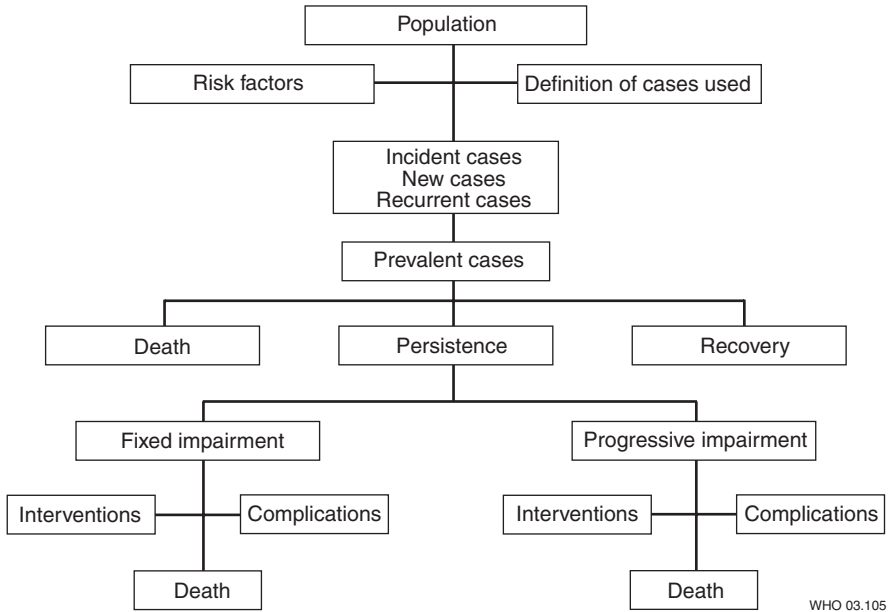 Population
Risk factors
Definition of cases used
Incident cases
New cases
Recurrent cases
Prevalent cases
Death
Persistence
Recovery
Fixed impairment
Progressive impairment
Interventions
Complications
Interventions
Complications
Death
Death
WHO 03.105